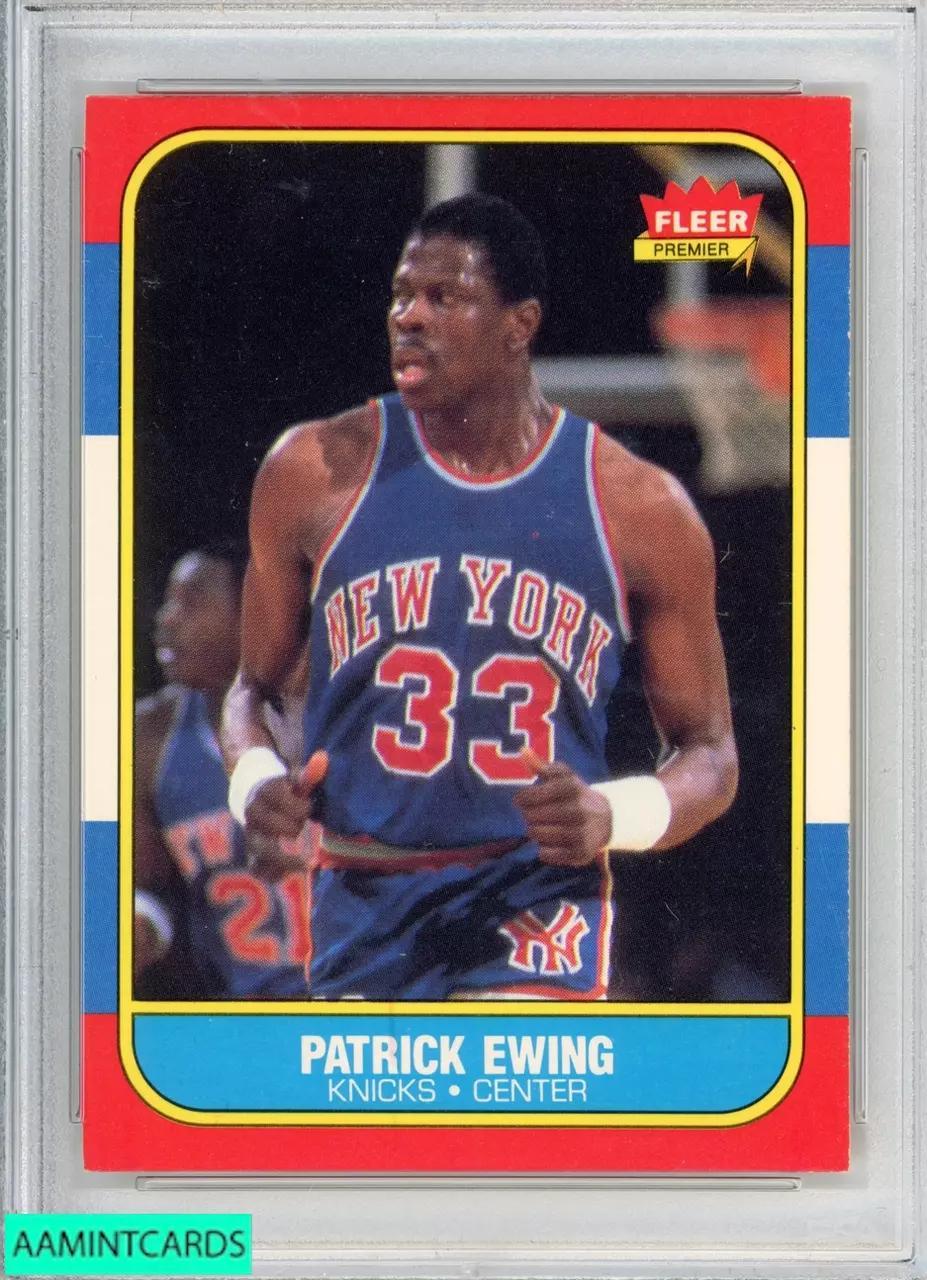 FLEER
PREMIER
NEW YORK
33
21
NY
PATRICK EWING
KNICKS • CENTER
AAMINTCARDS